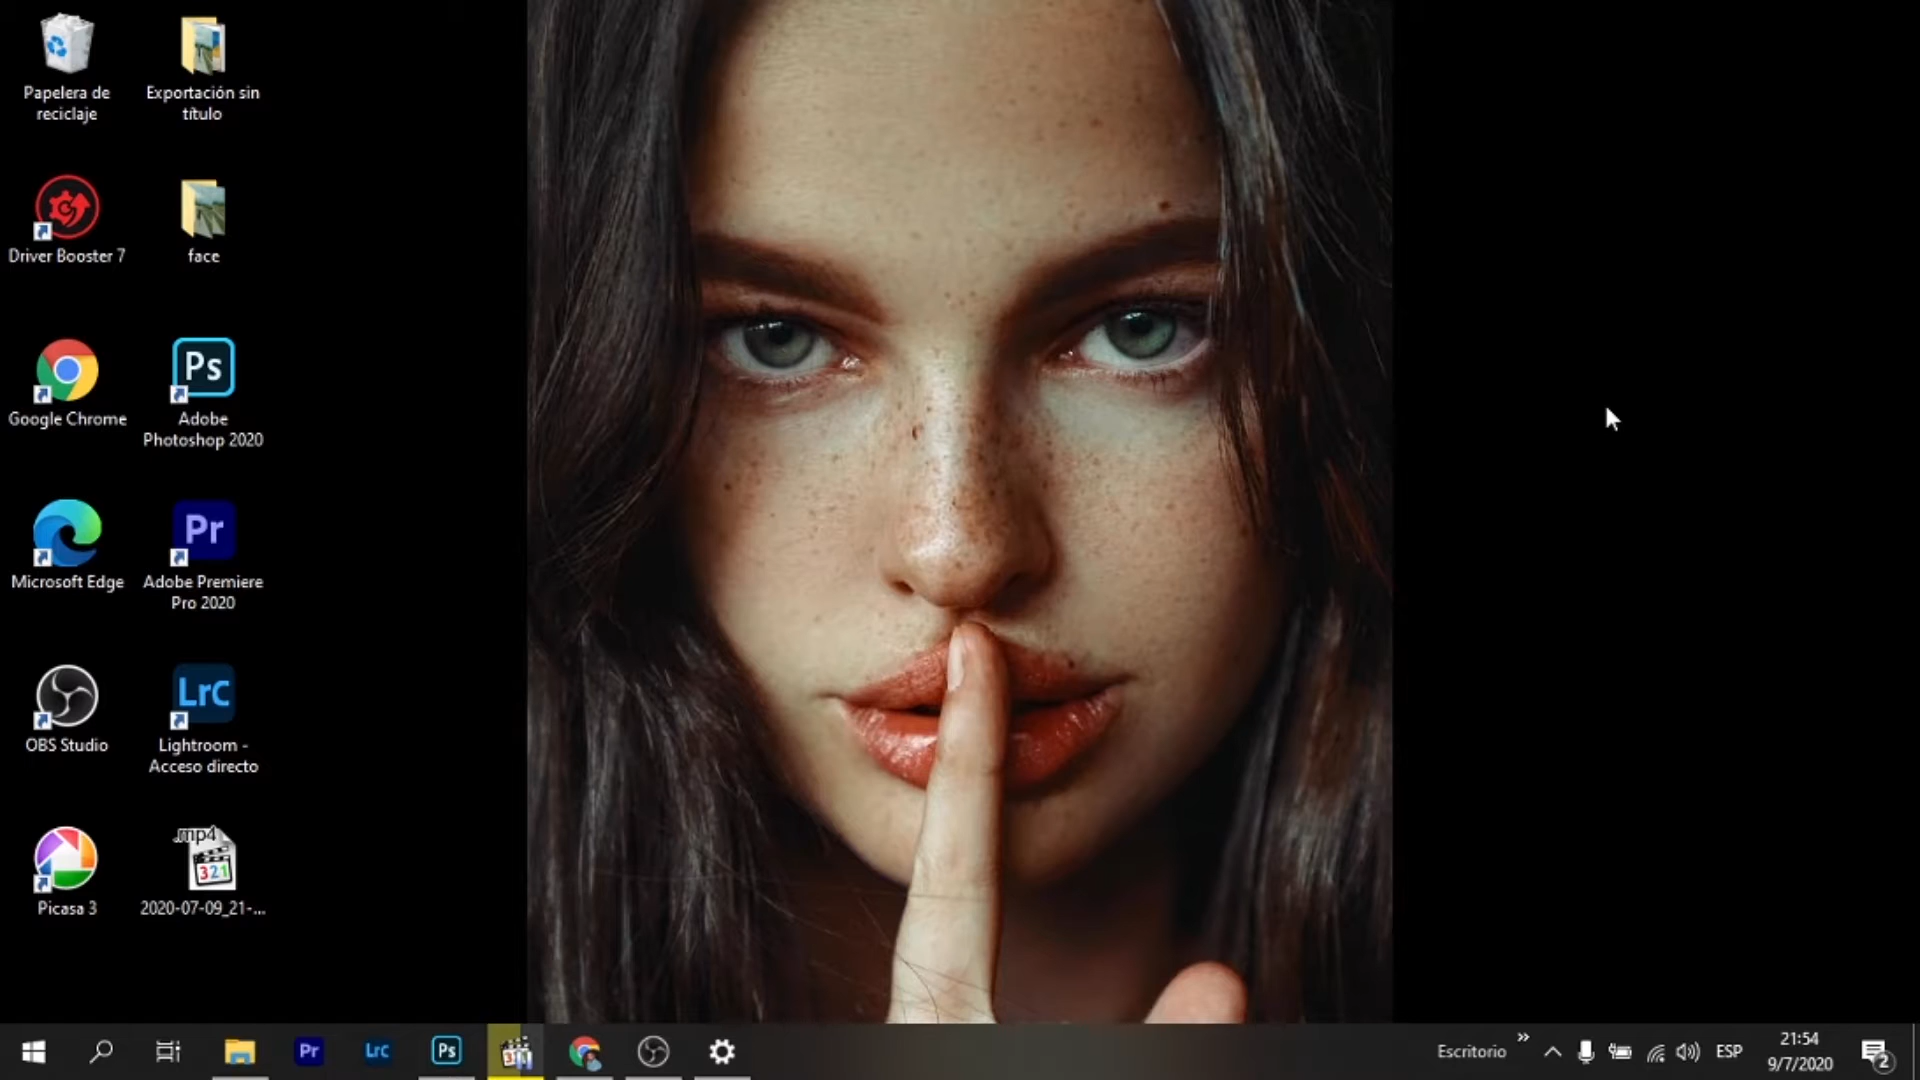 Papelera de
reciclaje
Exportación sin
título
Driver Booster 7
face
Google Chrome
Ps
Adobe
Photoshop 2020
Microsoft Edge
Pr
Adobe Premiere
Pro 2020
OBS Studio
LrC
Lightroom -
Acceso directo
Picasa 3
.mp4
321
2020-07-09_21-...
Pr
LrC
Ps
Escritorio
»
ESP
21:54
9/7/2020
2